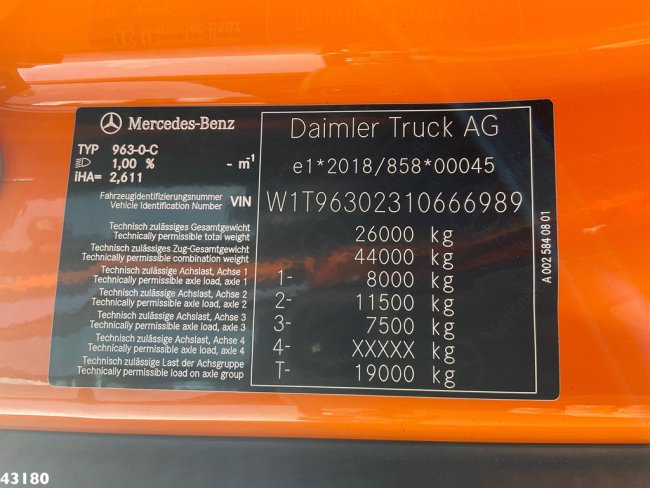 Mercedes-Benz
Daimler Truck AG
TYP 963-0-C
1,00 % - m⁻¹
iHA= 2,611
e1*2018/858*00045
Fahrzeugidentifizierungsnummer
Vehicle Identification Number VIN W1T96302310666989
Technisch zulässiges Gesamtgewicht
Technically permissible total weight 26000 kg
Technisch zulässiges Zug-Gesamtgewicht
Technically permissible combination weight 44000 kg
Technisch zulässige Achslast, Achse 1
Technically permissible axle load, axle 1 1- 8000 kg
Technisch zulässige Achslast, Achse 2
Technically permissible axle load, axle 2 2- 11500 kg
Technisch zulässige Achslast, Achse 3
Technically permissible axle load, axle 3 3- 7500 kg
Technisch zulässige Achslast, Achse 4
Technically permissible axle load, axle 4 4- XXXXX kg
Technisch zulässige Last der Achsgruppe
Technically permissible load on axle group T- 19000 kg
A 002 584 08 01
43180